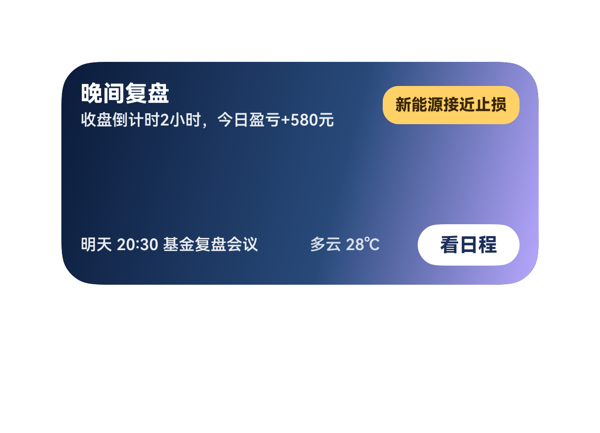 晚间复盘
收盘倒计时2小时，今日盈亏+580元
新能源接近止损
明天 20:30 基金复盘会议
多云 28℃
看日程